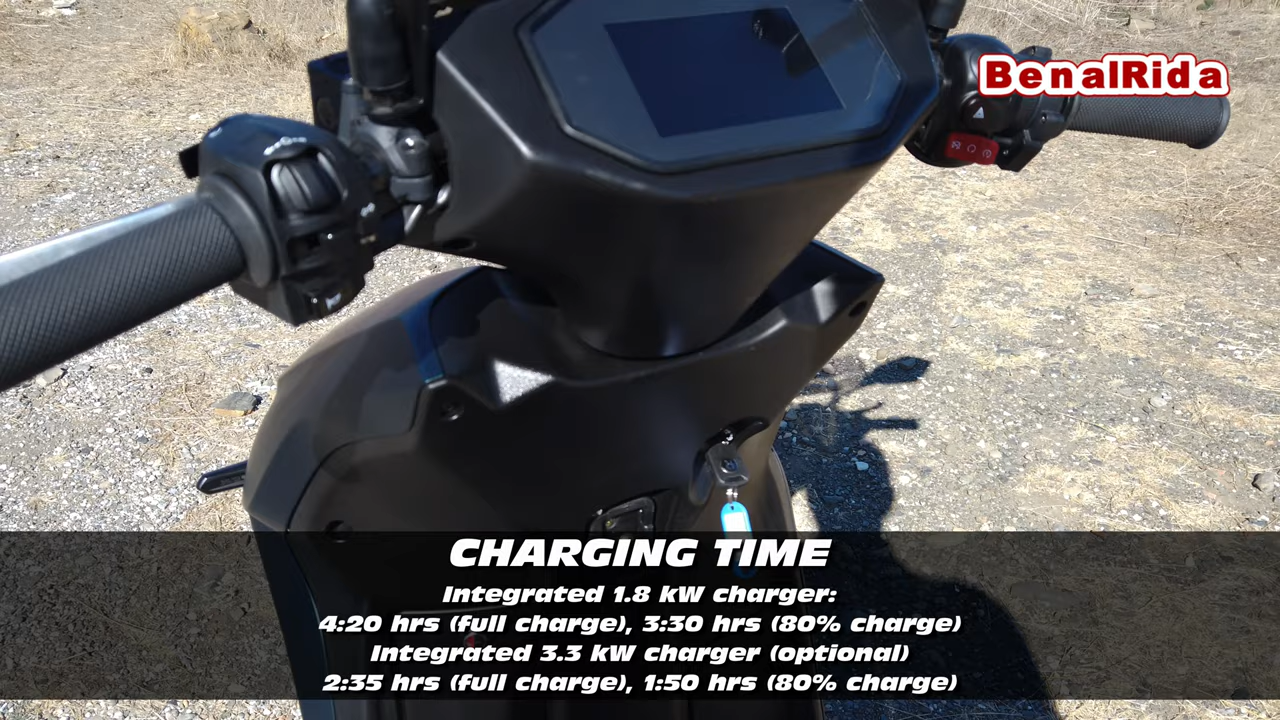 BenalRida
CHARGING TIME
Integrated 1.8 kW charger:
4:20 hrs (full charge), 3:30 hrs (80% charge)
Integrated 3.3 kW charger (optional)
2:35 hrs (full charge), 1:50 hrs (80% charge)